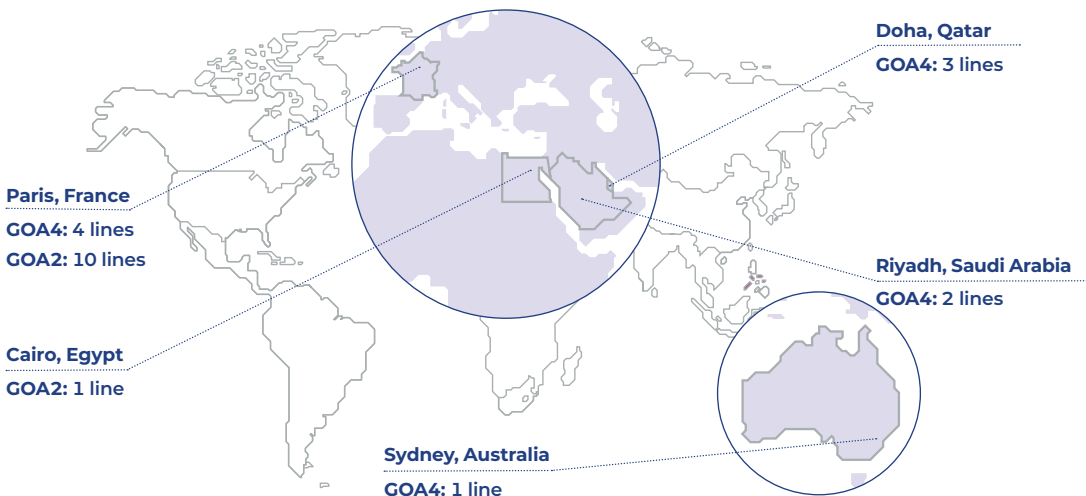 Doha, Qatar
GOA4: 3 lines
Paris, France
GOA4: 4 lines
GOA2: 10 lines
Riyadh, Saudi Arabia
GOA4: 2 lines
Cairo, Egypt
GOA2: 1 line
Sydney, Australia
GOA4: 1 line